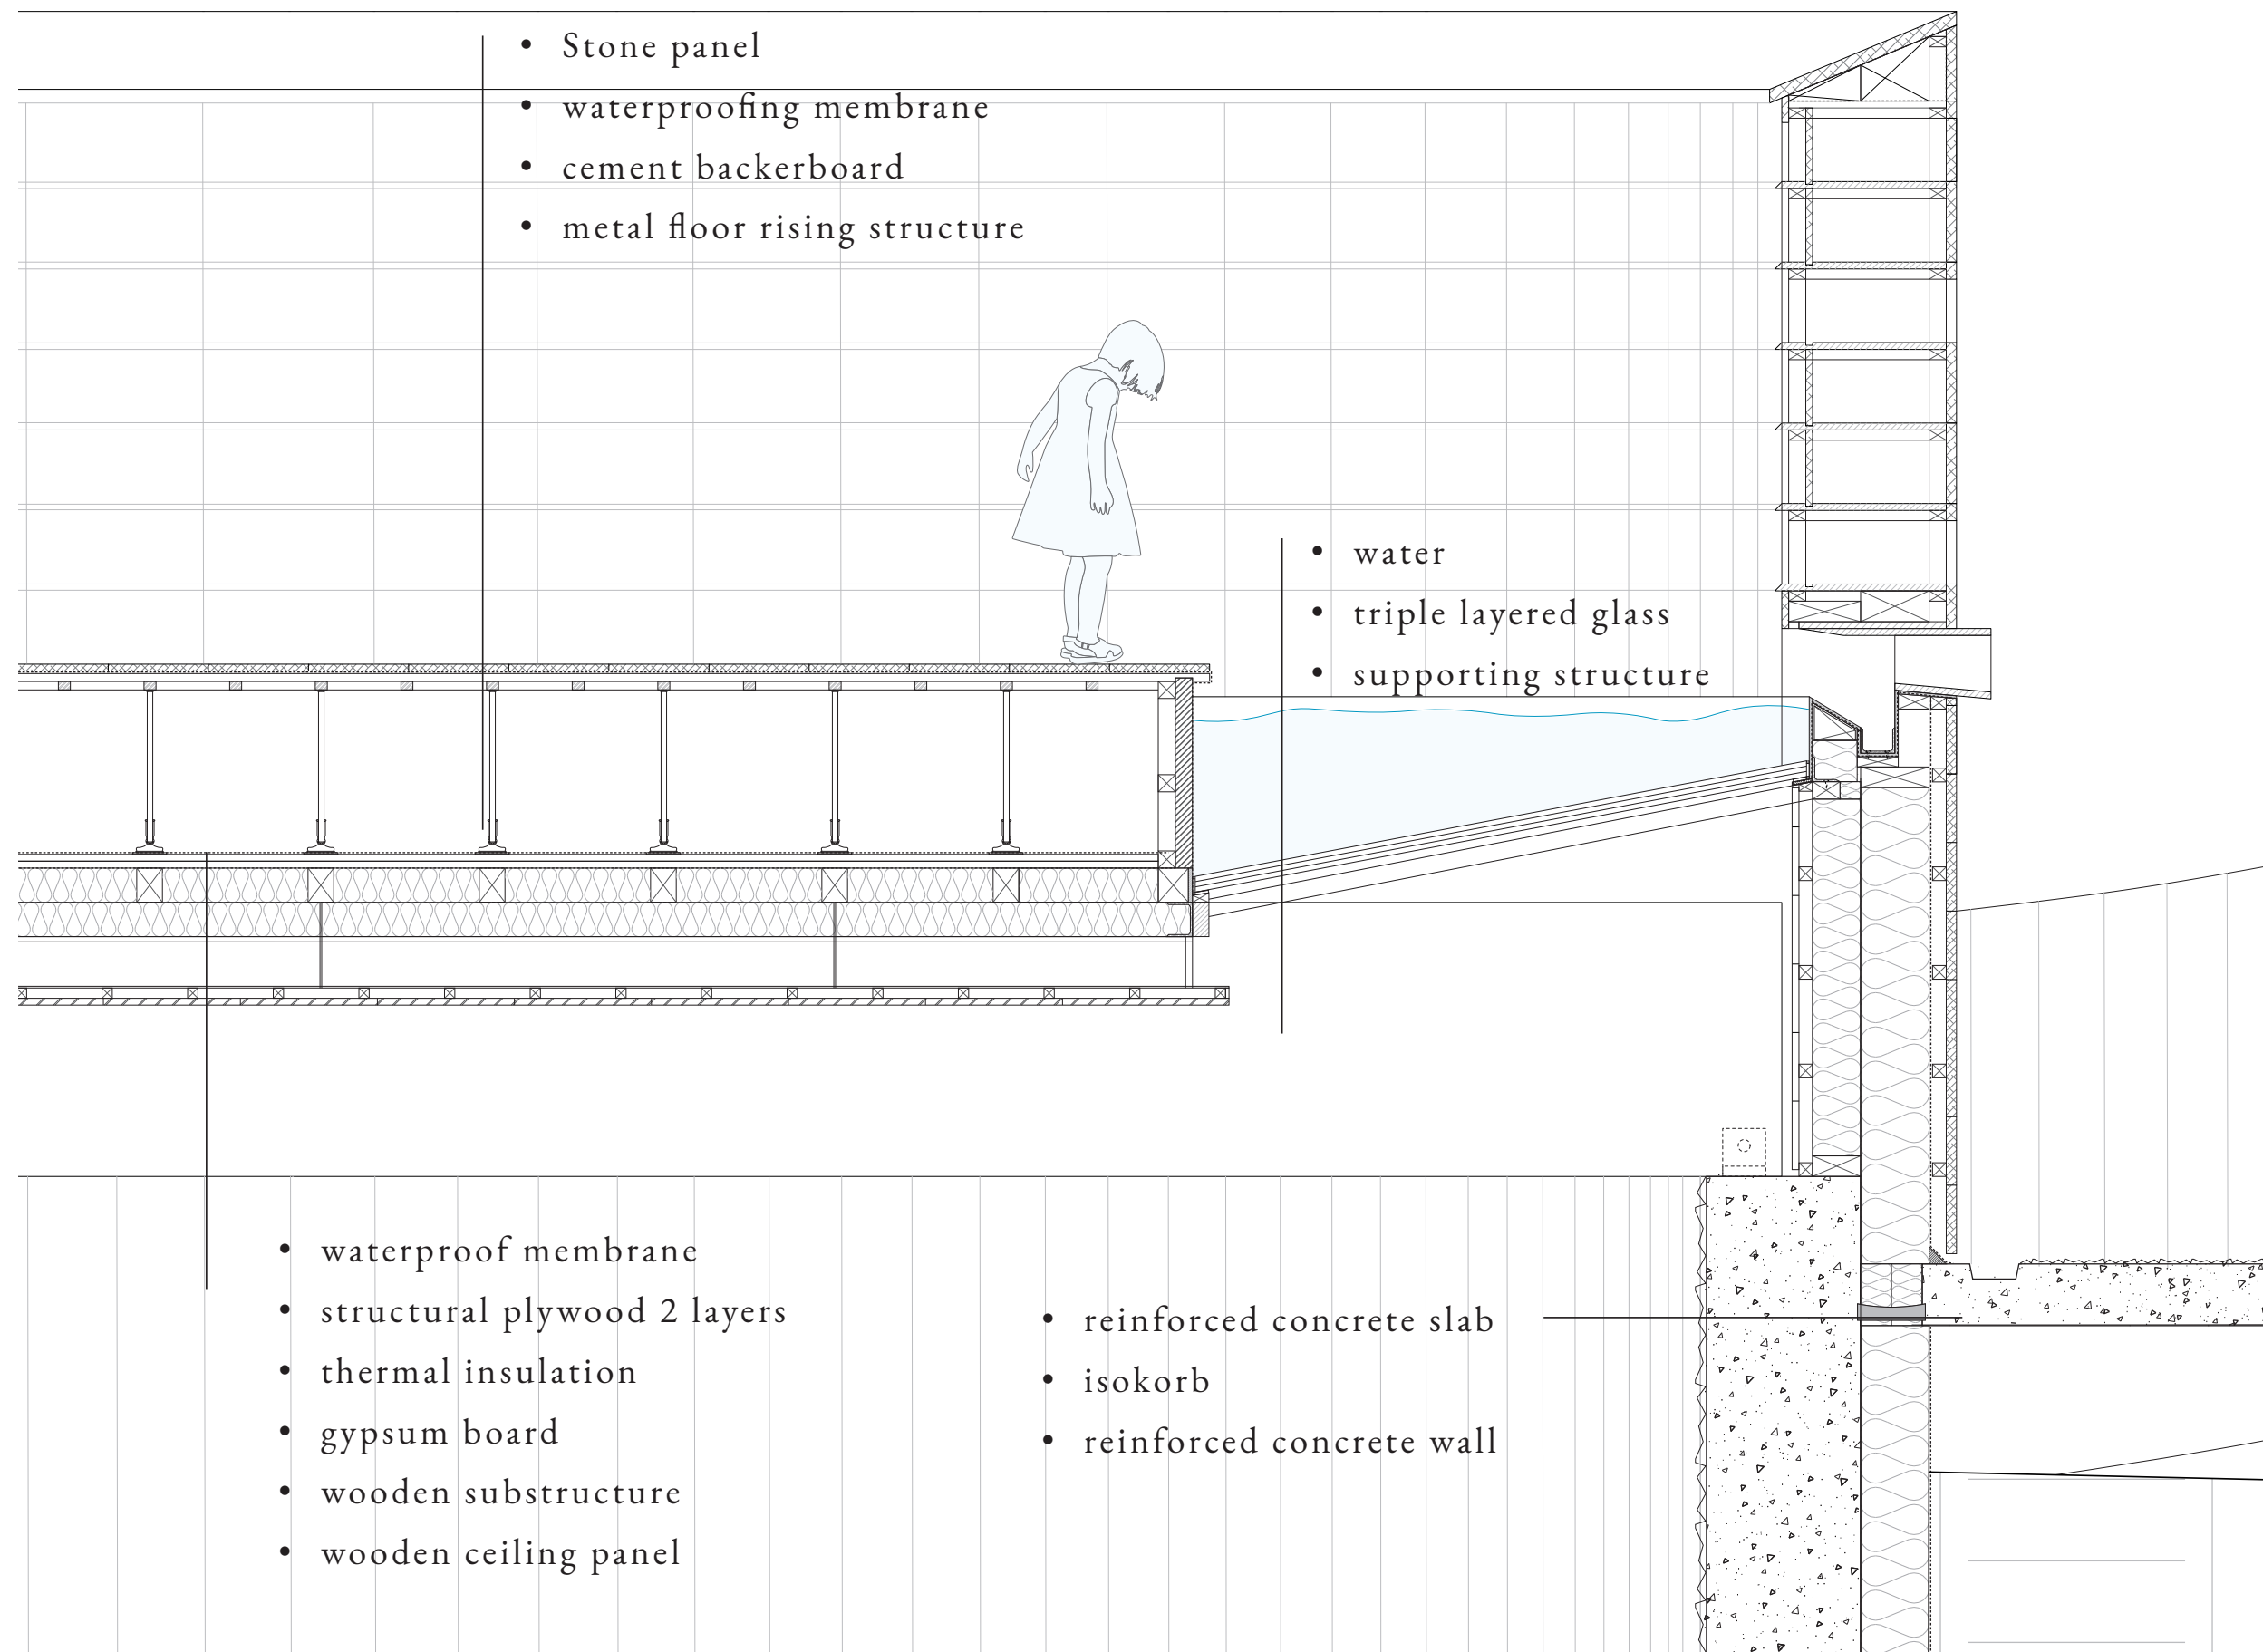 • Stone panel
• waterproofing membrane
• cement backerboard
• metal floor rising structure
• water
• triple layered glass
• supporting structure
• waterproof membrane
• structural plywood 2 layers
• thermal insulation
• gypsum board
• wooden substructure
• wooden ceiling panel
• reinforced concrete slab
• isokorb
• reinforced concrete wall